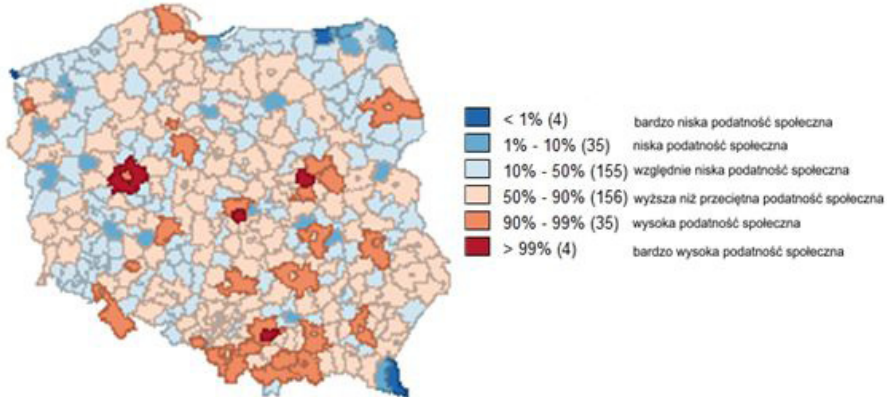 < 1% (4) bardzo niska podatność społeczna
1% - 10% (35) niska podatność społeczna
10% - 50% (155) względnie niska podatność społeczna
50% - 90% (156) wyższa niż przeciętna podatność społeczna
90% - 99% (35) wysoka podatność społeczna
> 99% (4) bardzo wysoka podatność społeczna